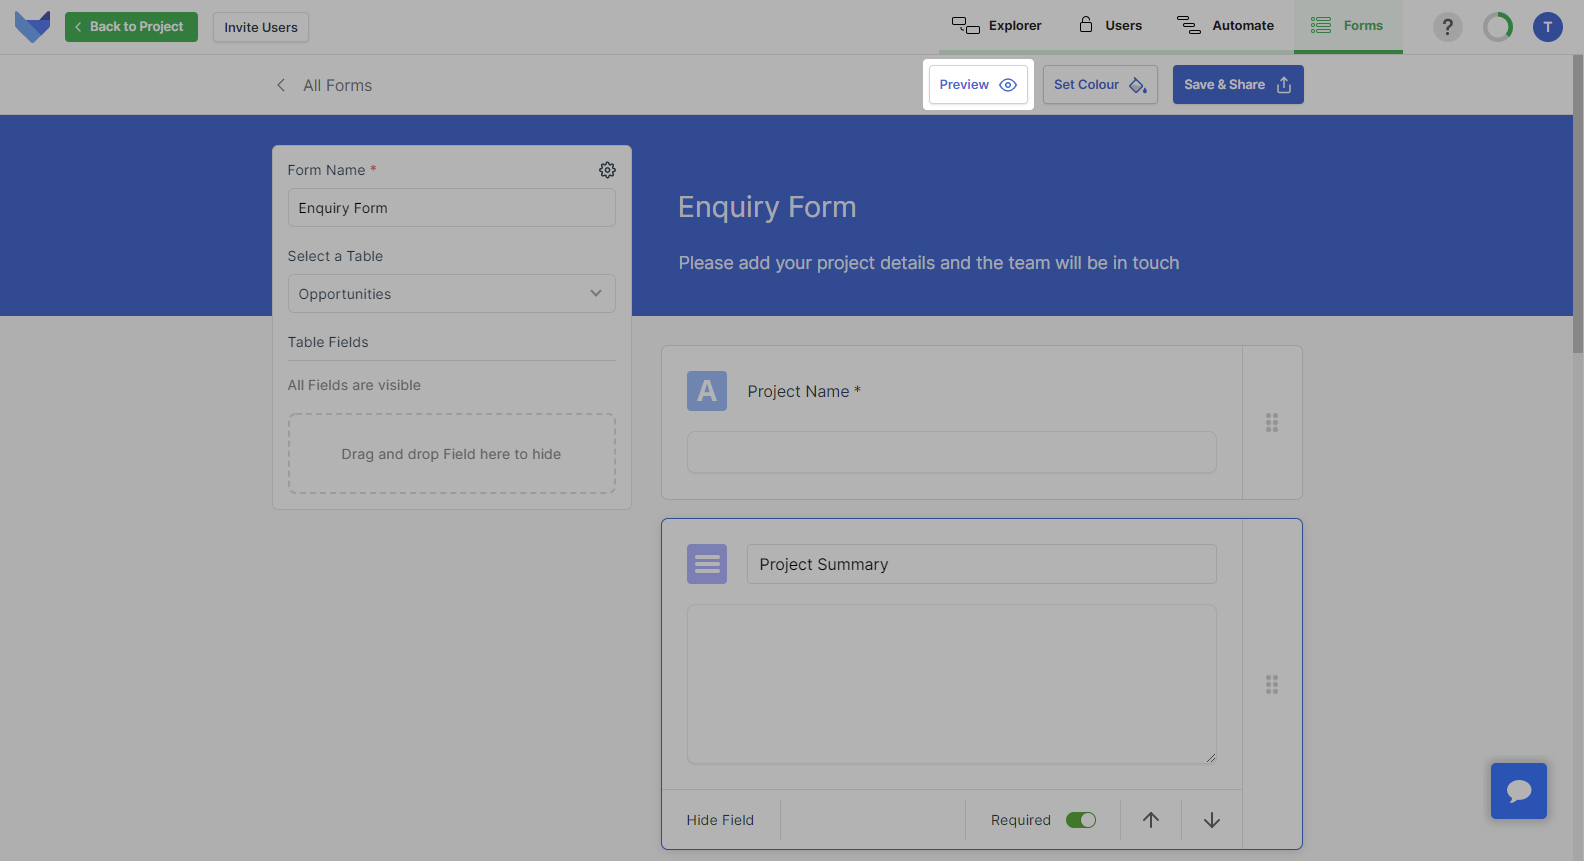 Back to Project
Invite Users
Explorer
Users
Automate
Forms
?
T
All Forms
Preview
Set Colour
Save & Share
Form Name *
Enquiry Form
Select a Table
Opportunities
Table Fields
All Fields are visible
Drag and drop Field here to hide
Enquiry Form
Please add your project details and the team will be in touch
A
Project Name *
Project Summary
Hide Field
Required